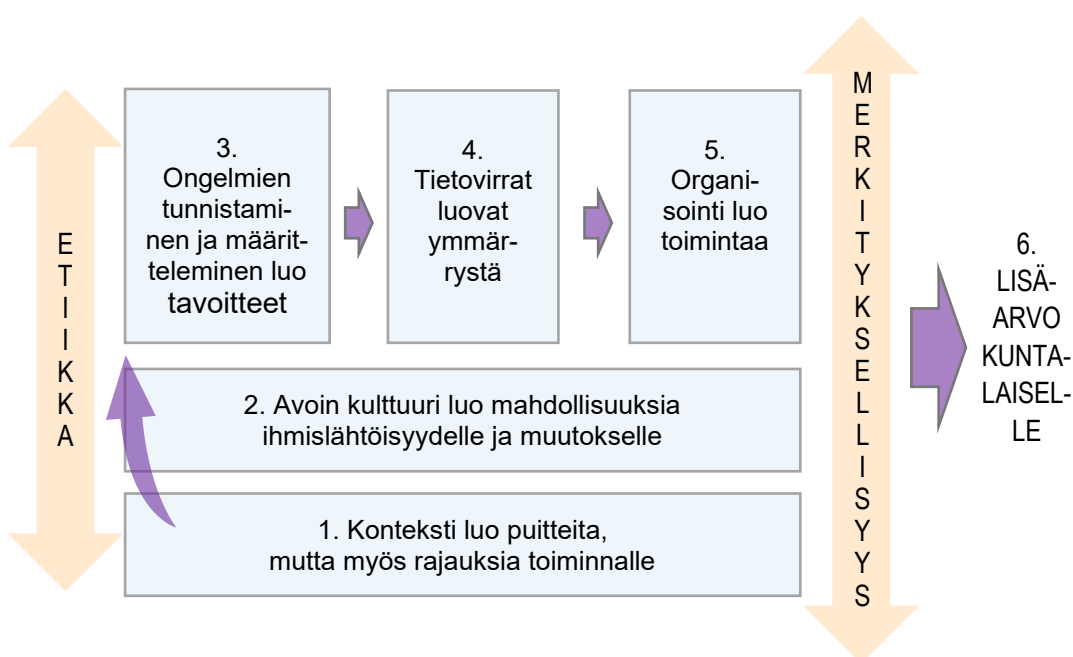 ETIIKKA
3.
Ongelmien
tunnistami-
nen ja määrit-
teleminen luo
tavoitteet
4.
Tietovirrat
luovat
ymmär-
rystä
5.
Organi-
sointi luo
toimintaa
2. Avoin kulttuuri luo mahdollisuuksia
ihmislähtöisyydelle ja muutokselle
1. Konteksti luo puitteita,
mutta myös rajauksia toiminnalle
MERKITYKSELLISYYS
6.
LISÄ-
ARVO
KUNTA-
LAISEL-
LE